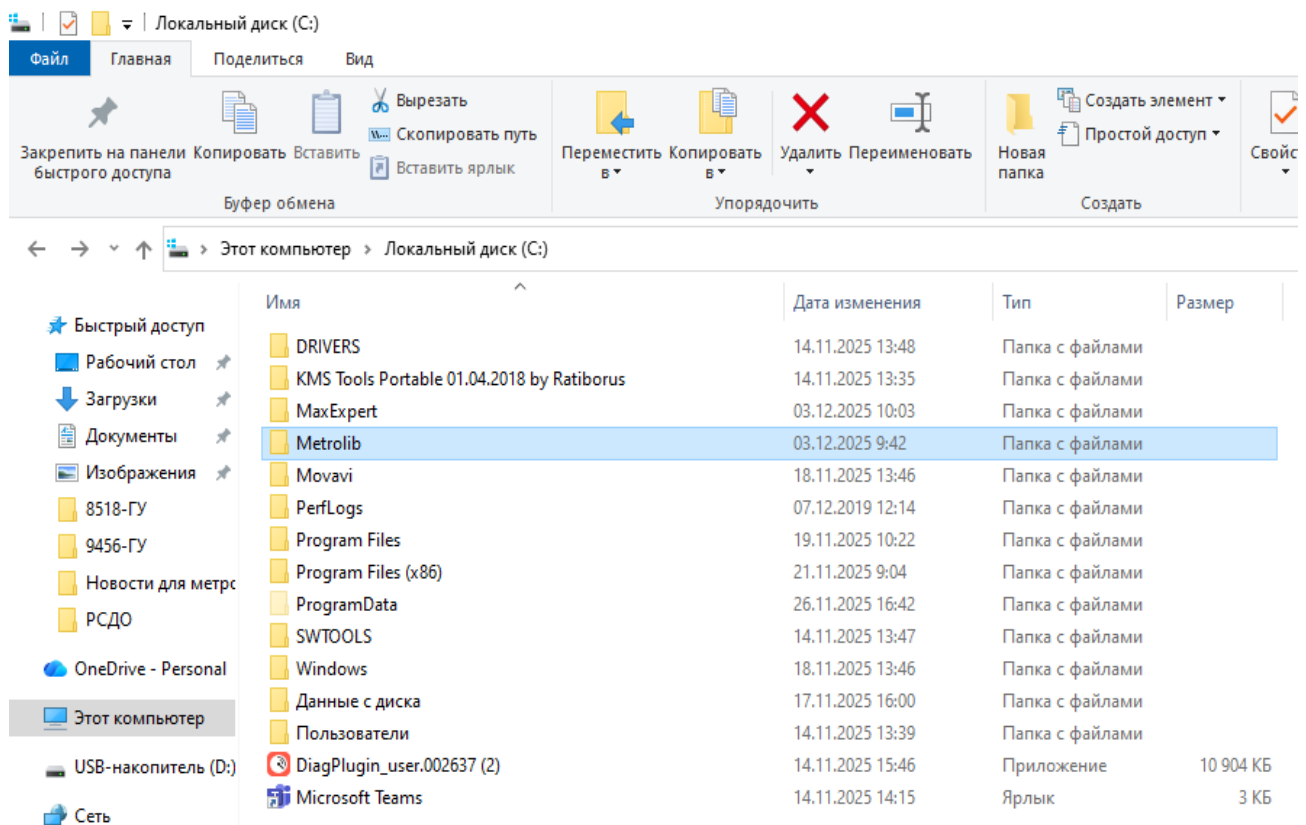 Локальный диск (C:)
Файл Главная Поделиться Вид
Закрепить на панели быстрого доступа
Копировать
Вставить
Вырезать
Скопировать путь
Вставить ярлык
Переместить в
Копировать в
Удалить
Переименовать
Новая папка
Создать элемент
Простой доступ
Свойс
Буфер обмена Упорядочить Создать
Этот компьютер > Локальный диск (C:)
Быстрый доступ
Рабочий стол
Загрузки
Документы
Изображения
8518-ГУ
9456-ГУ
Новости для метро
РСДО
OneDrive - Personal
Этот компьютер
USB-накопитель (D:)
Сеть
Имя Дата изменения Тип Размер
DRIVERS 14.11.2025 13:48 Папка с файлами
KMS Tools Portable 01.04.2018 by Ratiborus 14.11.2025 13:35 Папка с файлами
MaxExpert 03.12.2025 10:03 Папка с файлами
Metrolib 03.12.2025 9:42 Папка с файлами
Movavi 18.11.2025 13:46 Папка с файлами
PerfLogs 07.12.2019 12:14 Папка с файлами
Program Files 19.11.2025 10:22 Папка с файлами
Program Files (x86) 21.11.2025 9:04 Папка с файлами
ProgramData 26.11.2025 16:42 Папка с файлами
SWTOOLS 14.11.2025 13:47 Папка с файлами
Windows 18.11.2025 13:46 Папка с файлами
Данные с диска 17.11.2025 16:00 Папка с файлами
Пользователи 14.11.2025 13:39 Папка с файлами
DiagPlugin_user.002637 (2) 14.11.2025 15:46 Приложение 10 904 КБ
Microsoft Teams 14.11.2025 14:15 Ярлык 3 КБ